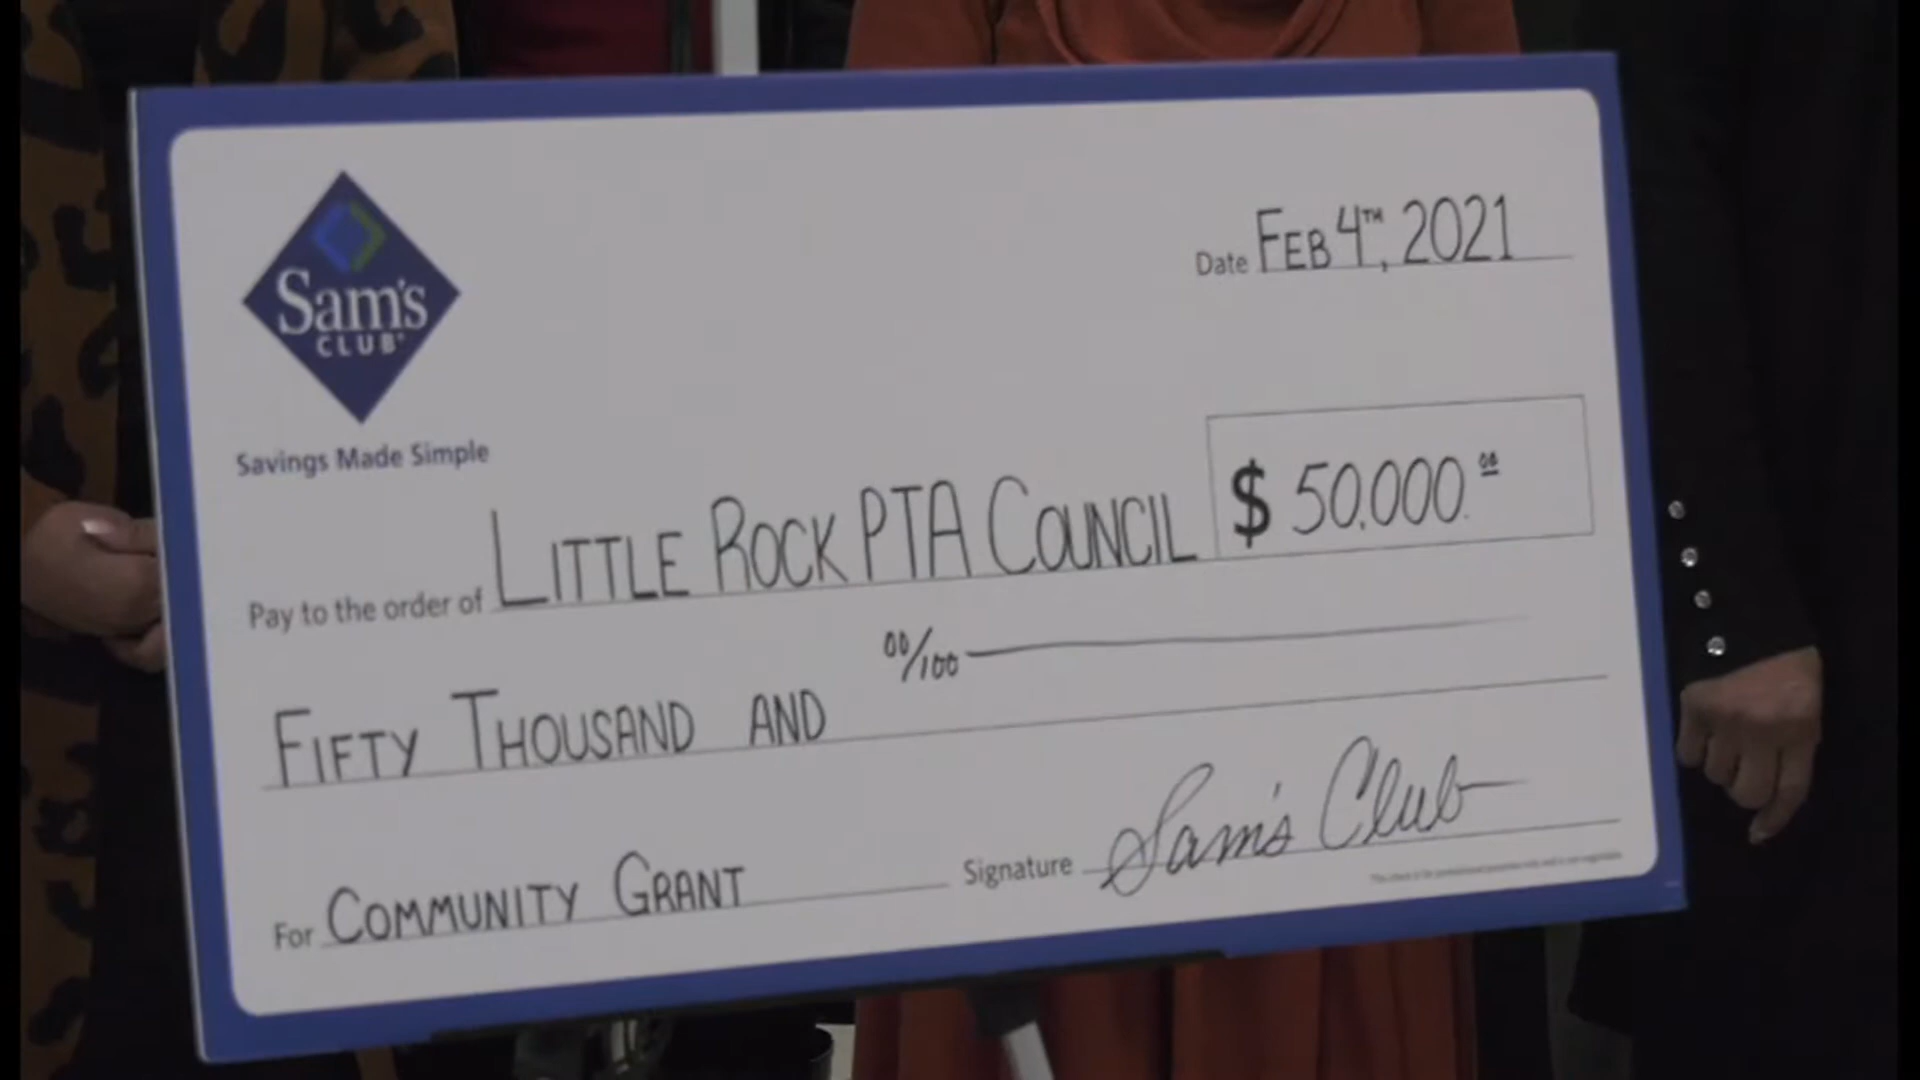 Sam's
CLUB
Savings Made Simple
Date FEB 4TH, 2021
Pay to the order of LITTLE ROCK PTA COUNCIL $ 50,000.00
FIFTY THOUSAND AND 00/100
For COMMUNITY GRANT
Signature Sam's Club